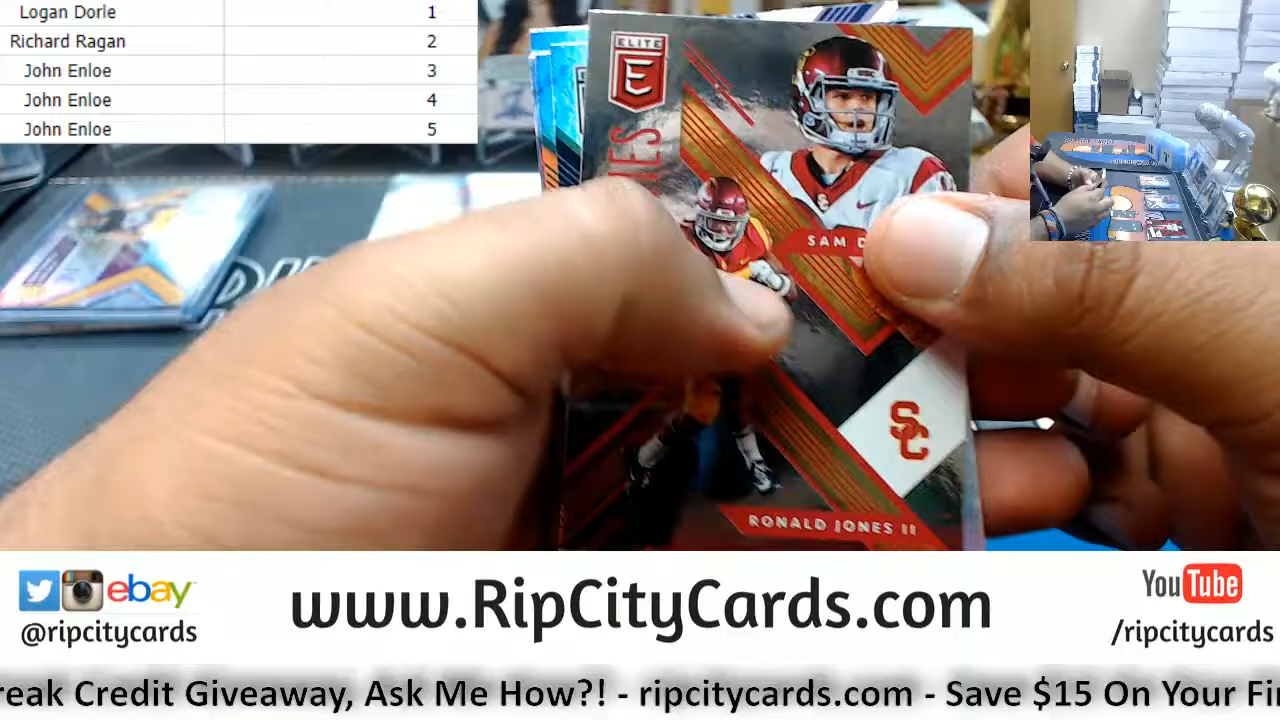 Logan Dorle 1
Richard Ragan 2
John Enloe 3
John Enloe 4
John Enloe 5
ELITE
E
SAM D
SC
RONALD JONES II
ebay
@ripcitycards
www.RipCityCards.com
YouTube
/ripcitycards
reak Credit Giveaway, Ask Me How?! - ripcitycards.com - Save $15 On Your Fi